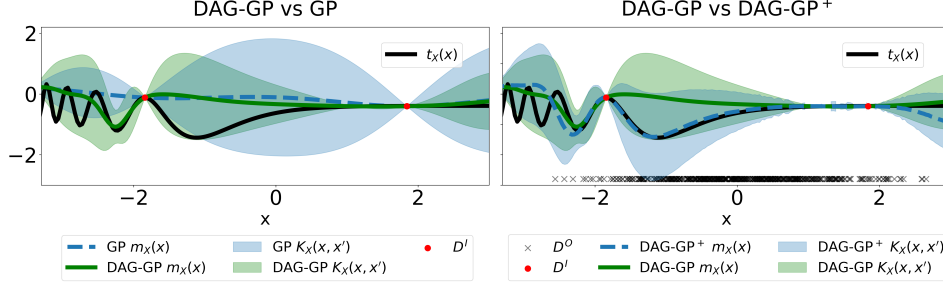 DAG-GP vs GP
DAG-GP vs DAG-GP⁺
2
0
−2
t_X(x)
t_X(x)
−2 0 2
−2 0 2
x
x
GP m_X(x)
DAG-GP m_X(x)
GP K_X(x, x′)
DAG-GP K_X(x, x′)
D^I
D^O
D^I
DAG-GP⁺ m_X(x)
DAG-GP m_X(x)
DAG-GP⁺ K_X(x, x′)
DAG-GP K_X(x, x′)